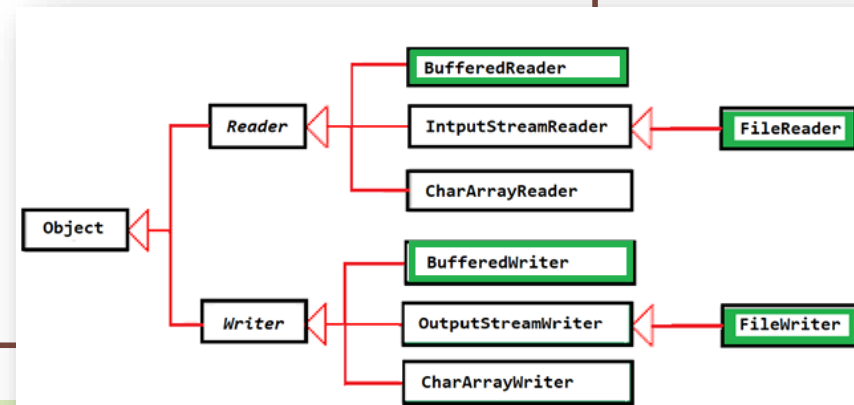 BufferedReader
Reader
IntputStreamReader
FileReader
CharArrayReader
Object
BufferedWriter
Writer
OutputStreamWriter
FileWriter
CharArrayWriter